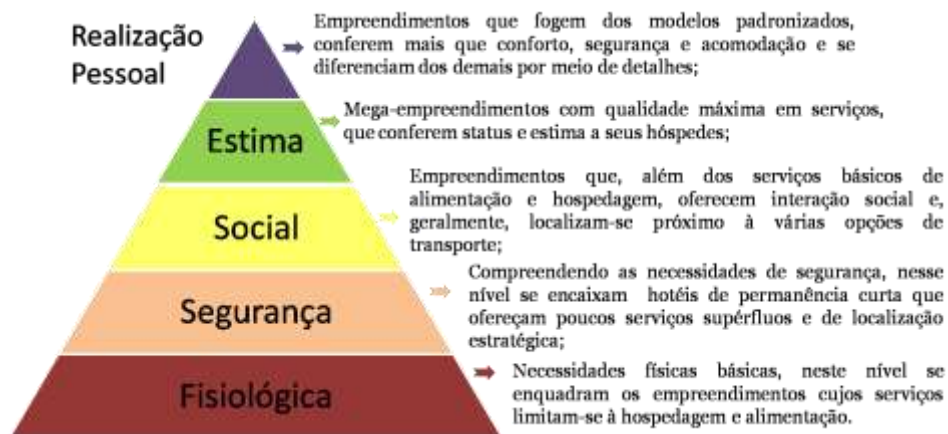 Realização
Pessoal
Empreendimentos que fogem dos modelos padronizados,
conferem mais que conforto, segurança e acomodação e se
diferenciam dos demais por meio de detalhes;
Estima
Mega-empreendimentos com qualidade máxima em serviços,
que conferem status e estima a seus hóspedes;
Social
Empreendimentos que, além dos serviços básicos de
alimentação e hospedagem, oferecem interação social e,
geralmente, localizam-se próximo à várias opções de
transporte;
Segurança
Compreendendo as necessidades de segurança, nesse
nível se encaixam hotéis de permanência curta que
ofereçam poucos serviços supérfluos e de localização
estratégica;
Fisiológica
Necessidades físicas básicas, neste nível se
enquadram os empreendimentos cujos serviços
limitam-se à hospedagem e alimentação.